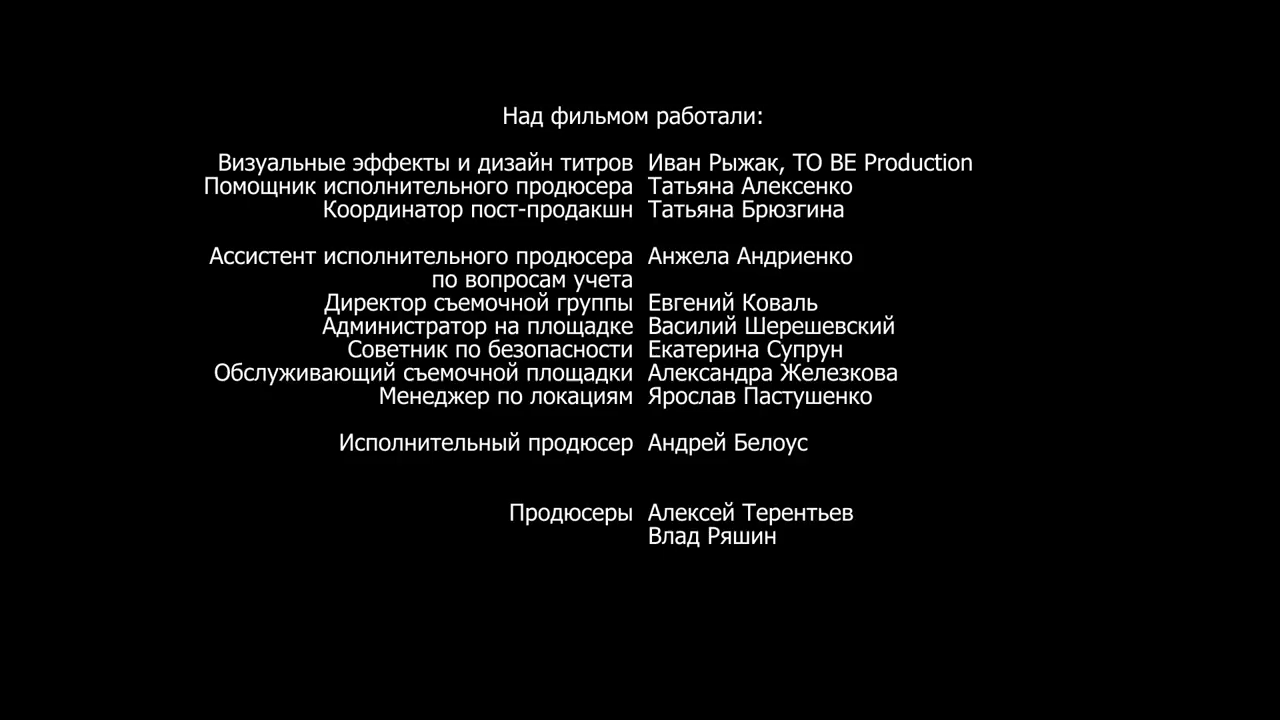 Над фильмом работали:
Визуальные эффекты и дизайн титров Иван Рыжак, TO BE Production
Помощник исполнительного продюсера Татьяна Алексенко
Координатор пост-продакшн Татьяна Брюзгина
Ассистент исполнительного продюсера Анжела Андриенко
по вопросам учета
Директор съемочной группы Евгений Коваль
Администратор на площадке Василий Шерешевский
Советник по безопасности Екатерина Супрун
Обслуживающий съемочной площадки Александра Железкова
Менеджер по локациям Ярослав Пастушенко
Исполнительный продюсер Андрей Белоус
Продюсеры Алексей Терентьев
Влад Ряшин